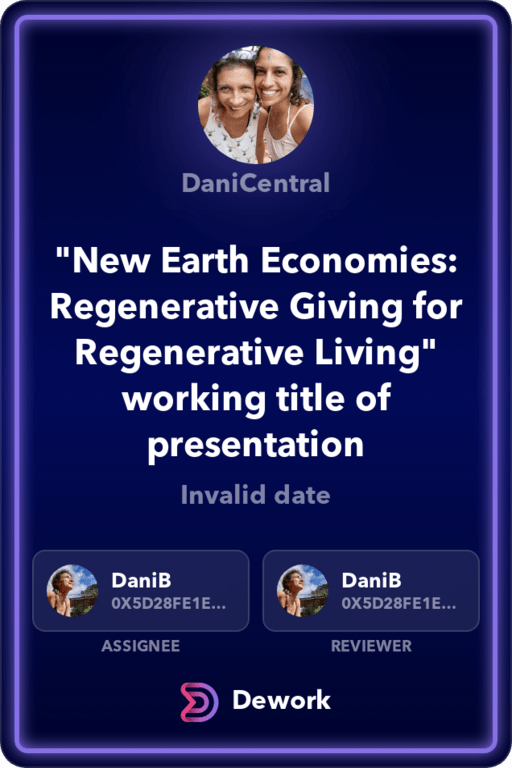 DaniCentral
"New Earth Economies:
Regenerative Giving for
Regenerative Living"
working title of
presentation
Invalid date
DaniB
0X5D28FE1E...
ASSIGNEE
DaniB
0X5D28FE1E...
REVIEWER
Dework